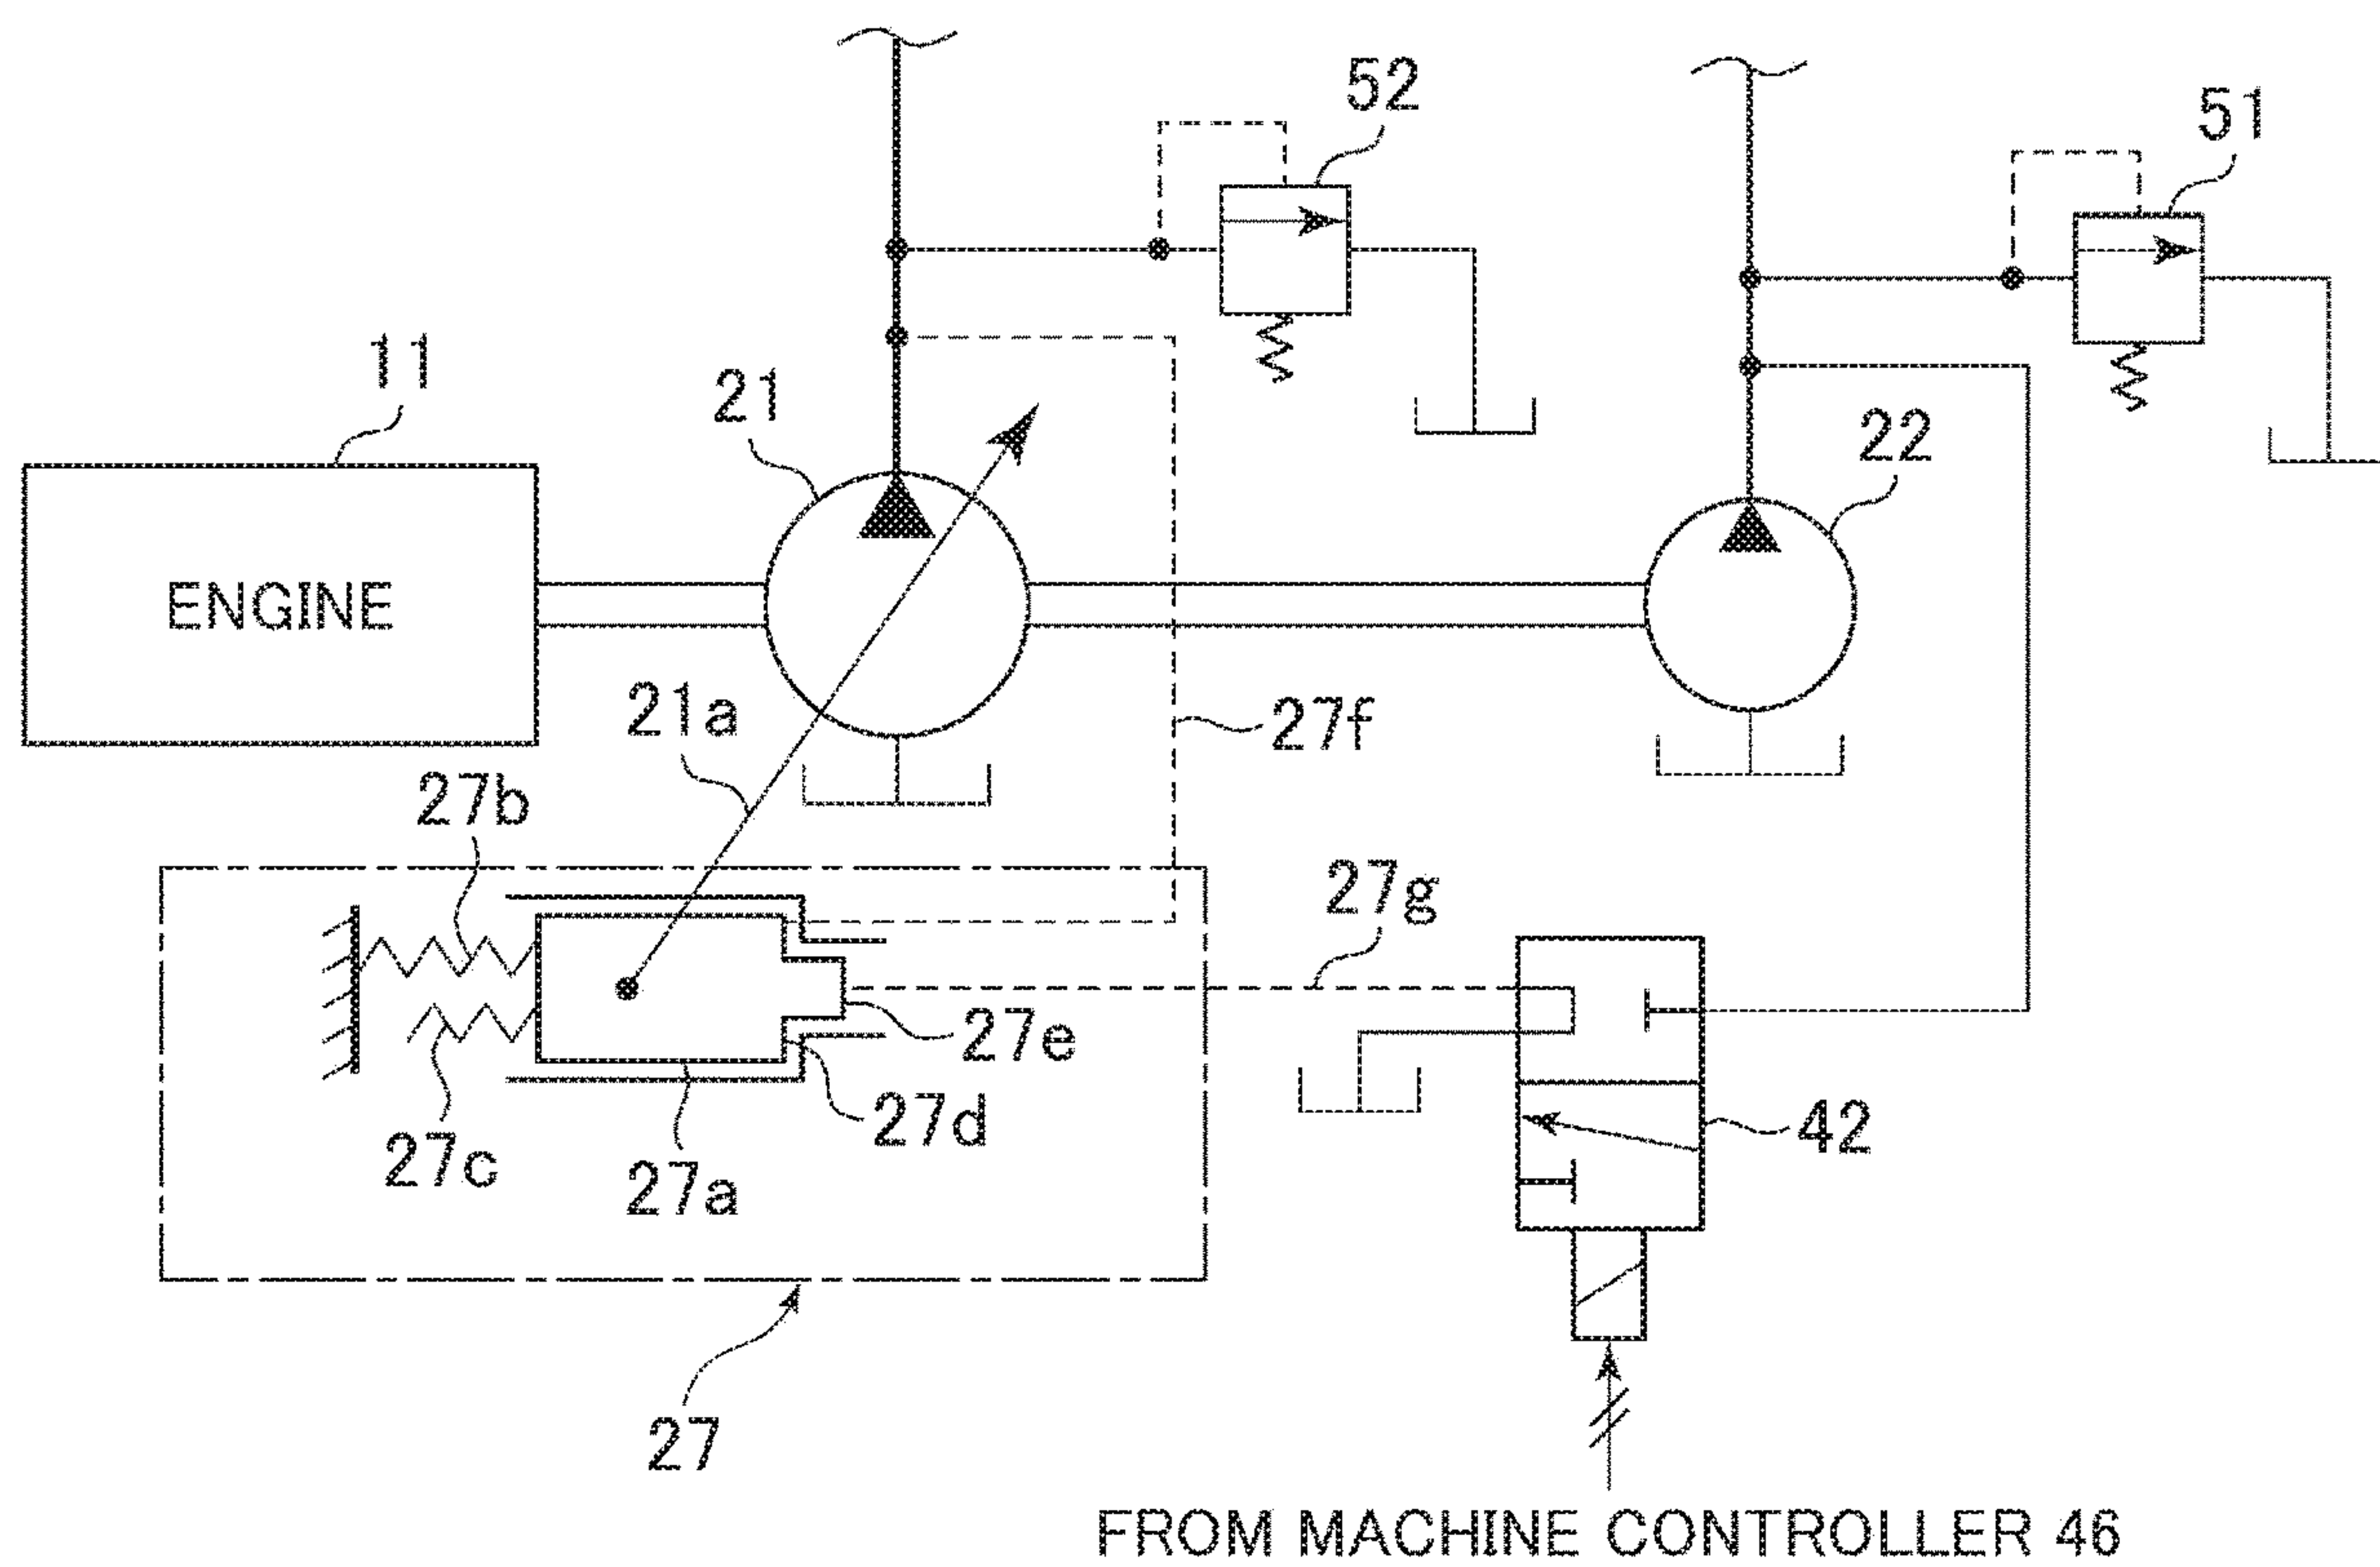 52
51
11
21
22
ENGINE
21a
27f
27b
27g
27e
27d
42
27c
27a
27
FROM MACHINE CONTROLLER 46